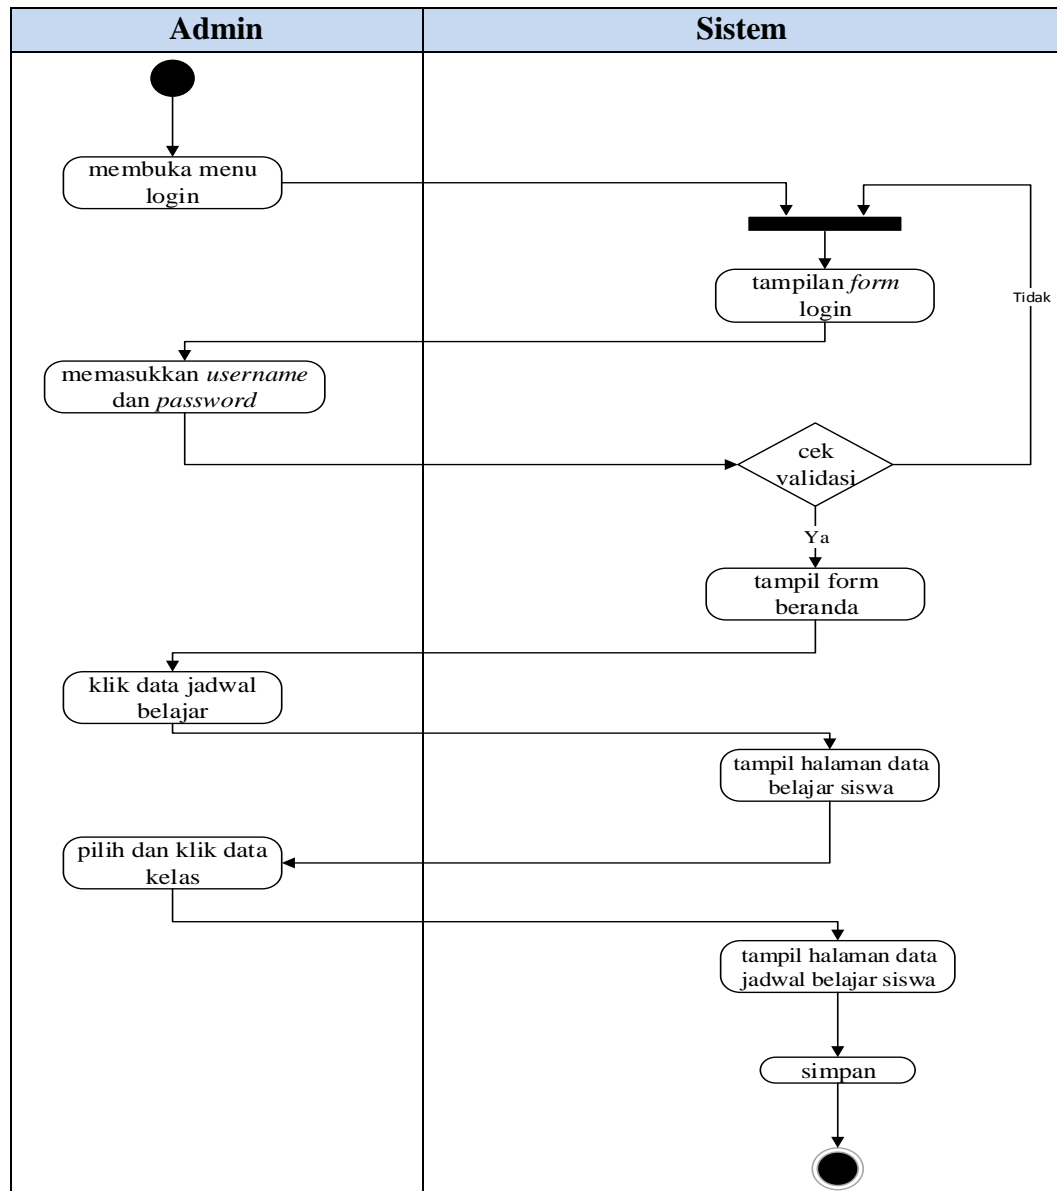 Admin
Sistem
membuka menu
login
tampilan form
login
Tidak
memasukkan username
dan password
cek
validasi
Ya
tampil form
beranda
klik data jadwal
belajar
tampil halaman data
belajar siswa
pilih dan klik data
kelas
tampil halaman data
jadwal belajar siswa
simpan